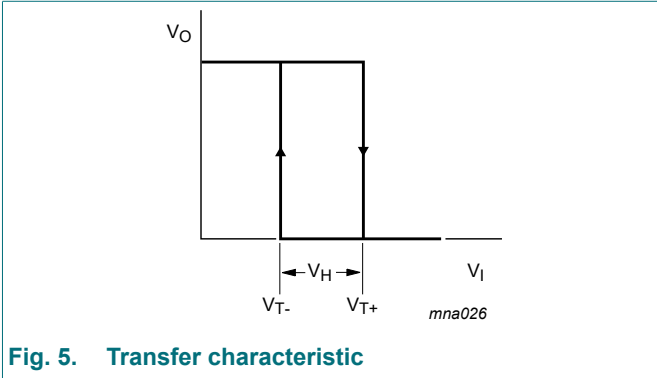 VO
VH
VI
VT-
VT+
mna026
Fig. 5. Transfer characteristic